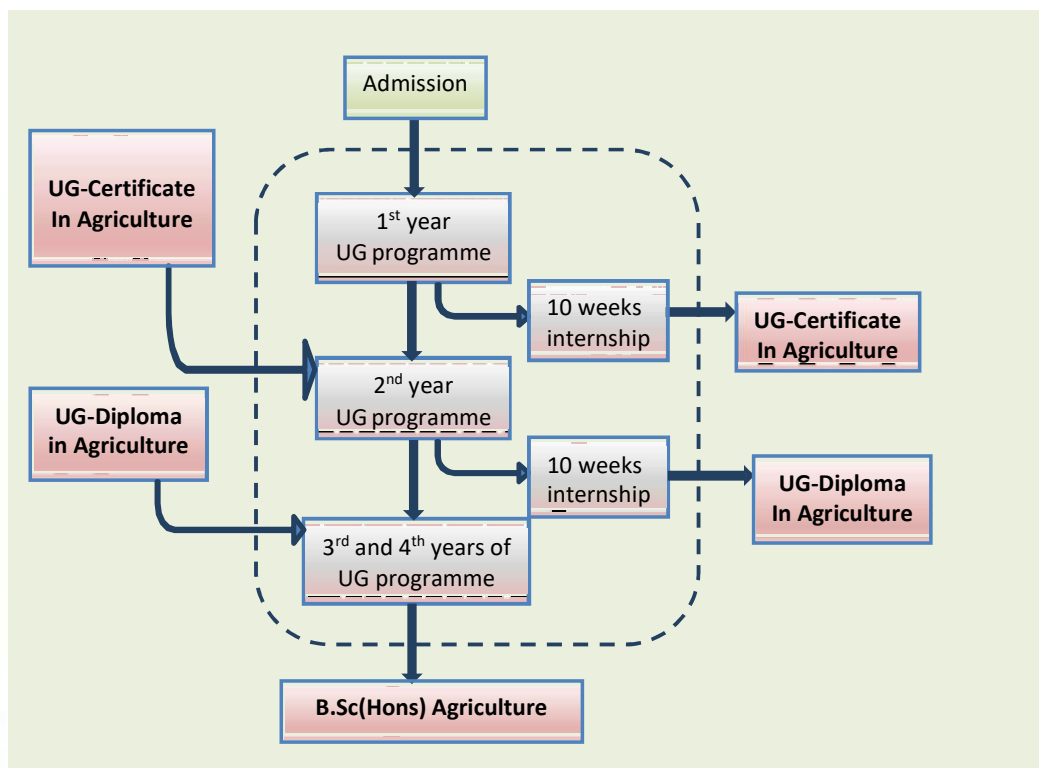 Admission
UG-Certificate
In Agriculture
1st year
UG programme
10 weeks
internship
UG-Certificate
In Agriculture
2nd year
UG programme
UG-Diploma
in Agriculture
10 weeks
internship
UG-Diploma
In Agriculture
3rd and 4th years of
UG programme
B.Sc(Hons) Agriculture